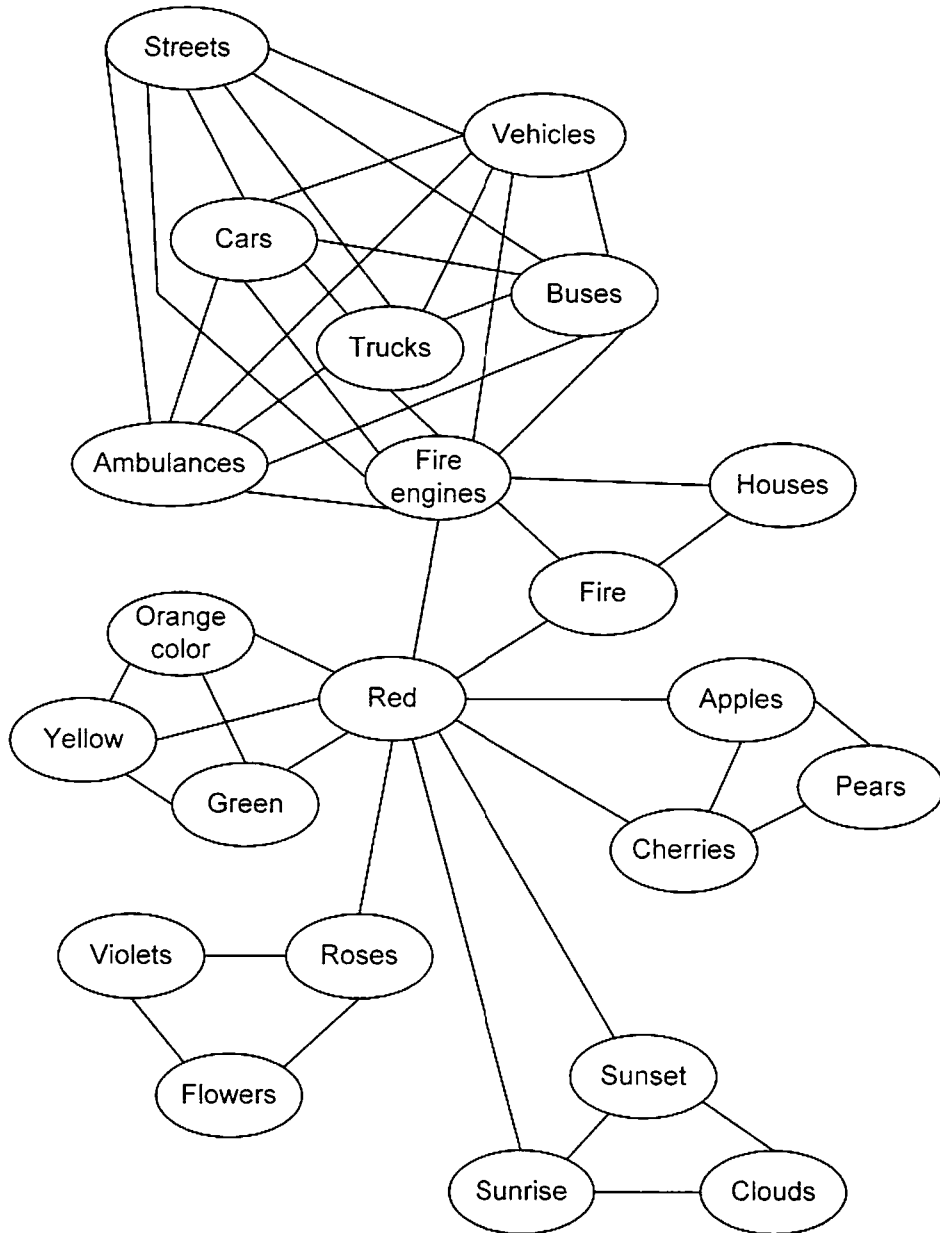 Streets
Vehicles
Cars
Buses
Trucks
Ambulances
Fire
engines
Houses
Fire
Orange
color
Red
Apples
Yellow
Pears
Green
Cherries
Violets
Roses
Sunset
Flowers
Sunrise
Clouds